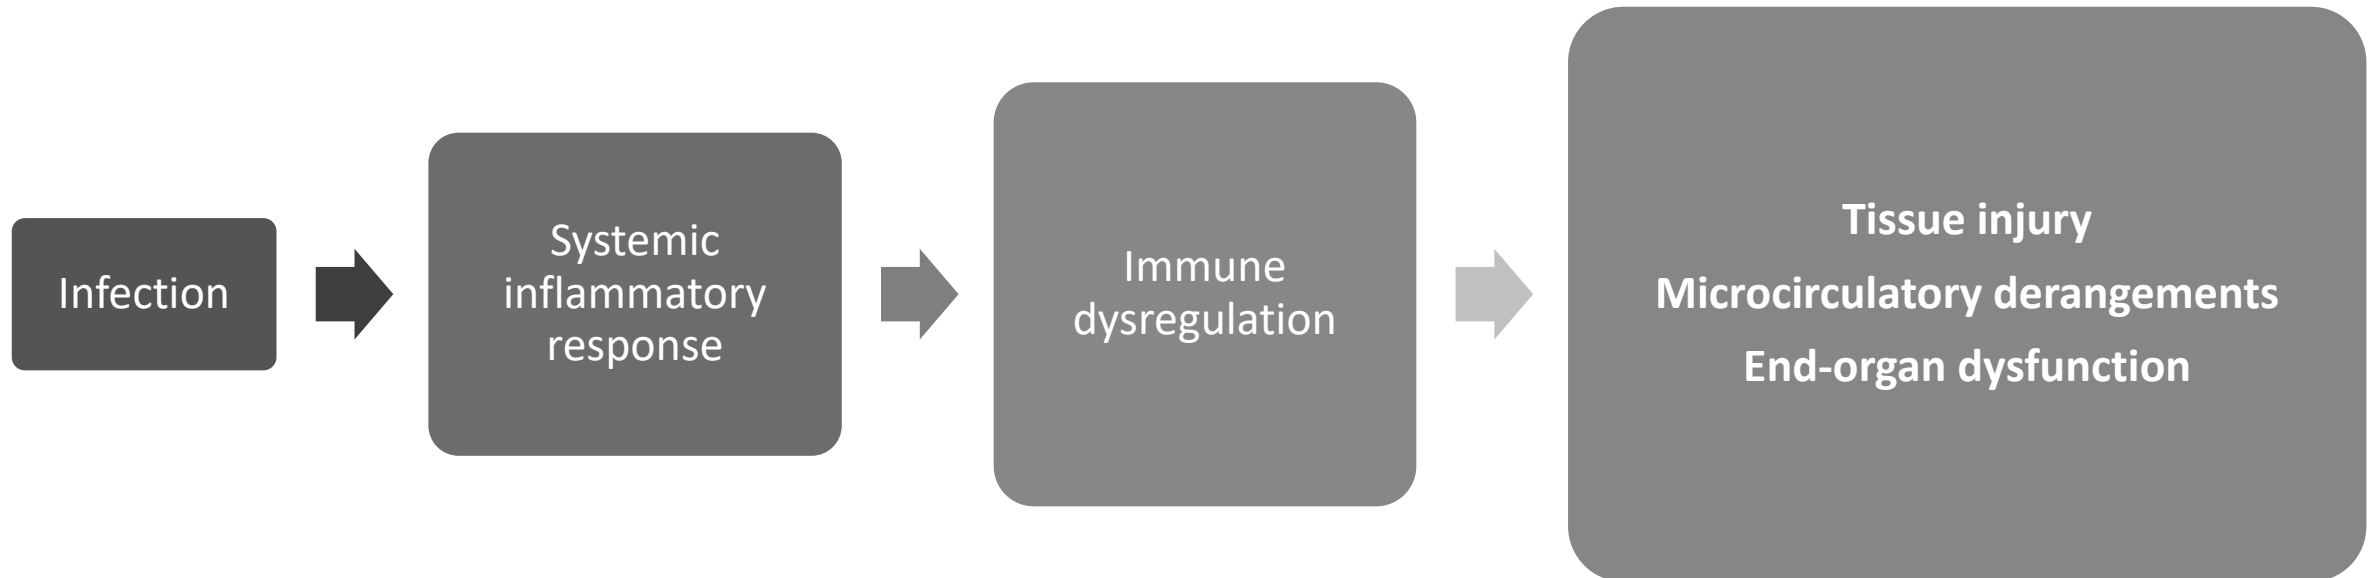 Infection
Systemic
inflammatory
response
Immune
dysregulation
Tissue injury
Microcirculatory derangements
End-organ dysfunction